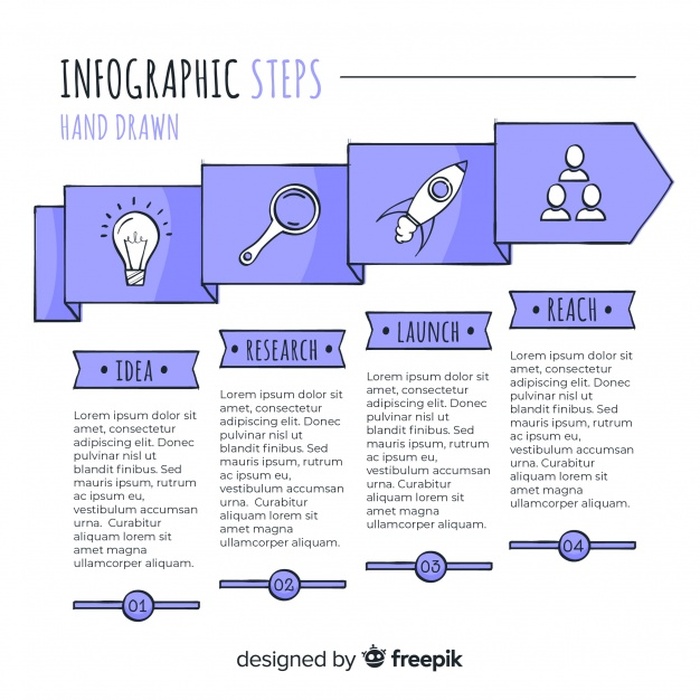 INFOGRAPHIC STEPS
HAND DRAWN
IDEA
Lorem ipsum dolor sit
amet, consectetur
adipiscing elit. Donec
pulvinar nisl ut
blandit finibus. Sed
mauris ipsum, rutrum
ac ipsum eu,
vestibulum accumsan
urna. Curabitur
aliquam lorem sit
amet magna
ullamcorper aliquam.
01
RESEARCH
Lorem ipsum dolor sit
amet, consectetur
adipiscing elit. Donec
pulvinar nisl ut
blandit finibus. Sed
mauris ipsum, rutrum
ac ipsum eu,
vestibulum accumsan
urna. Curabitur
aliquam lorem sit
amet magna
ullamcorper aliquam.
02
LAUNCH
Lorem ipsum dolor sit
amet, consectetur
adipiscing elit. Donec
pulvinar nisl ut
blandit finibus. Sed
mauris ipsum, rutrum
ac ipsum eu,
vestibulum accumsan
urna. Curabitur
aliquam lorem sit
amet magna
ullamcorper aliquam.
03
REACH
Lorem ipsum dolor sit
amet, consectetur
adipiscing elit. Donec
pulvinar nisl ut
blandit finibus. Sed
mauris ipsum, rutrum
ac ipsum eu,
vestibulum accumsan
urna. Curabitur
aliquam lorem sit
amet magna
ullamcorper aliquam.
04
designed by freepik